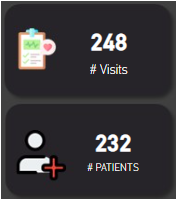 248
# Visits
232
# PATIENTS